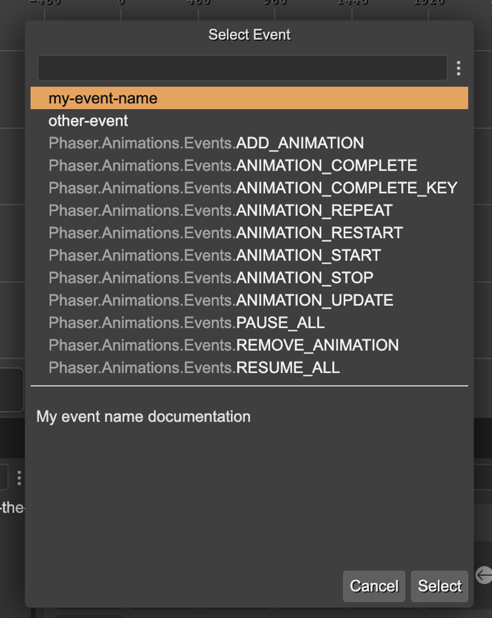 -480 0 480 960 1440 1920
Select Event
my-event-name
other-event
Phaser.Animations.Events.ADD_ANIMATION
Phaser.Animations.Events.ANIMATION_COMPLETE
Phaser.Animations.Events.ANIMATION_COMPLETE_KEY
Phaser.Animations.Events.ANIMATION_REPEAT
Phaser.Animations.Events.ANIMATION_RESTART
Phaser.Animations.Events.ANIMATION_START
Phaser.Animations.Events.ANIMATION_STOP
Phaser.Animations.Events.ANIMATION_UPDATE
Phaser.Animations.Events.PAUSE_ALL
Phaser.Animations.Events.REMOVE_ANIMATION
Phaser.Animations.Events.RESUME_ALL
My event name documentation
-the-
Cancel Select